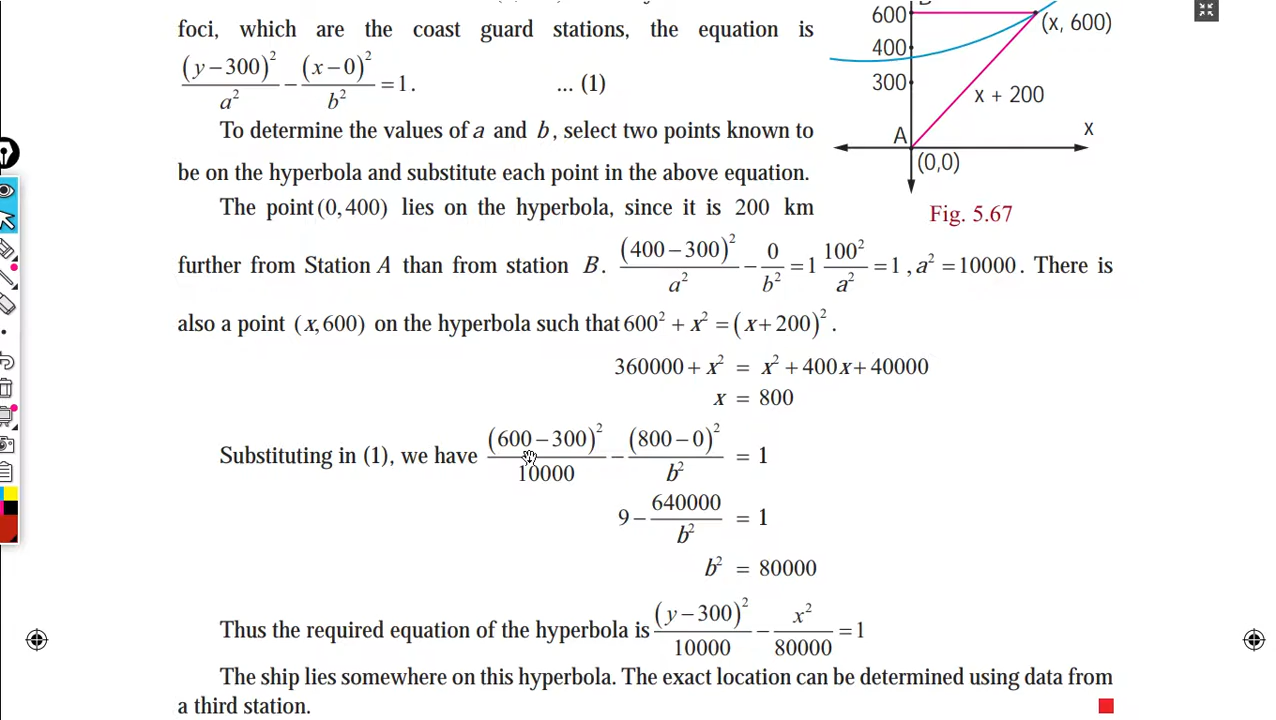 foci, which are the coast guard stations, the equation is
(y−300)²/a² − (x−0)²/b² = 1. ... (1)
To determine the values of a and b, select two points known to
be on the hyperbola and substitute each point in the above equation.
The point (0, 400) lies on the hyperbola, since it is 200 km
further from Station A than from station B. (400−300)²/a² − 0/b² = 1 100²/a² = 1 , a² = 10000. There is
also a point (x, 600) on the hyperbola such that 600² + x² = (x+200)².
360000 + x² = x² + 400x + 40000
x = 800
Substituting in (1), we have (600−300)²/10000 − (800−0)²/b² = 1
9 − 640000/b² = 1
b² = 80000
Thus the required equation of the hyperbola is (y−300)²/10000 − x²/80000 = 1
The ship lies somewhere on this hyperbola. The exact location can be determined using data from
a third station.
600
(x, 600)
400
300
x + 200
A
x
(0,0)
Fig. 5.67